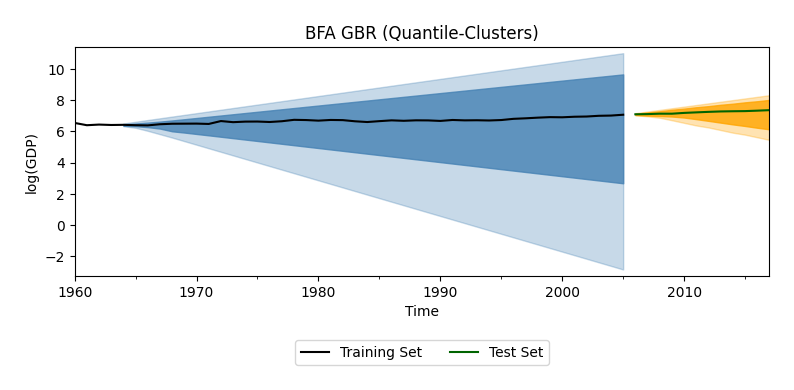 BFA GBR (Quantile-Clusters)
log(GDP)
10
8
6
4
2
0
−2
1960 1970 1980 1990 2000 2010
Time
Training Set Test Set